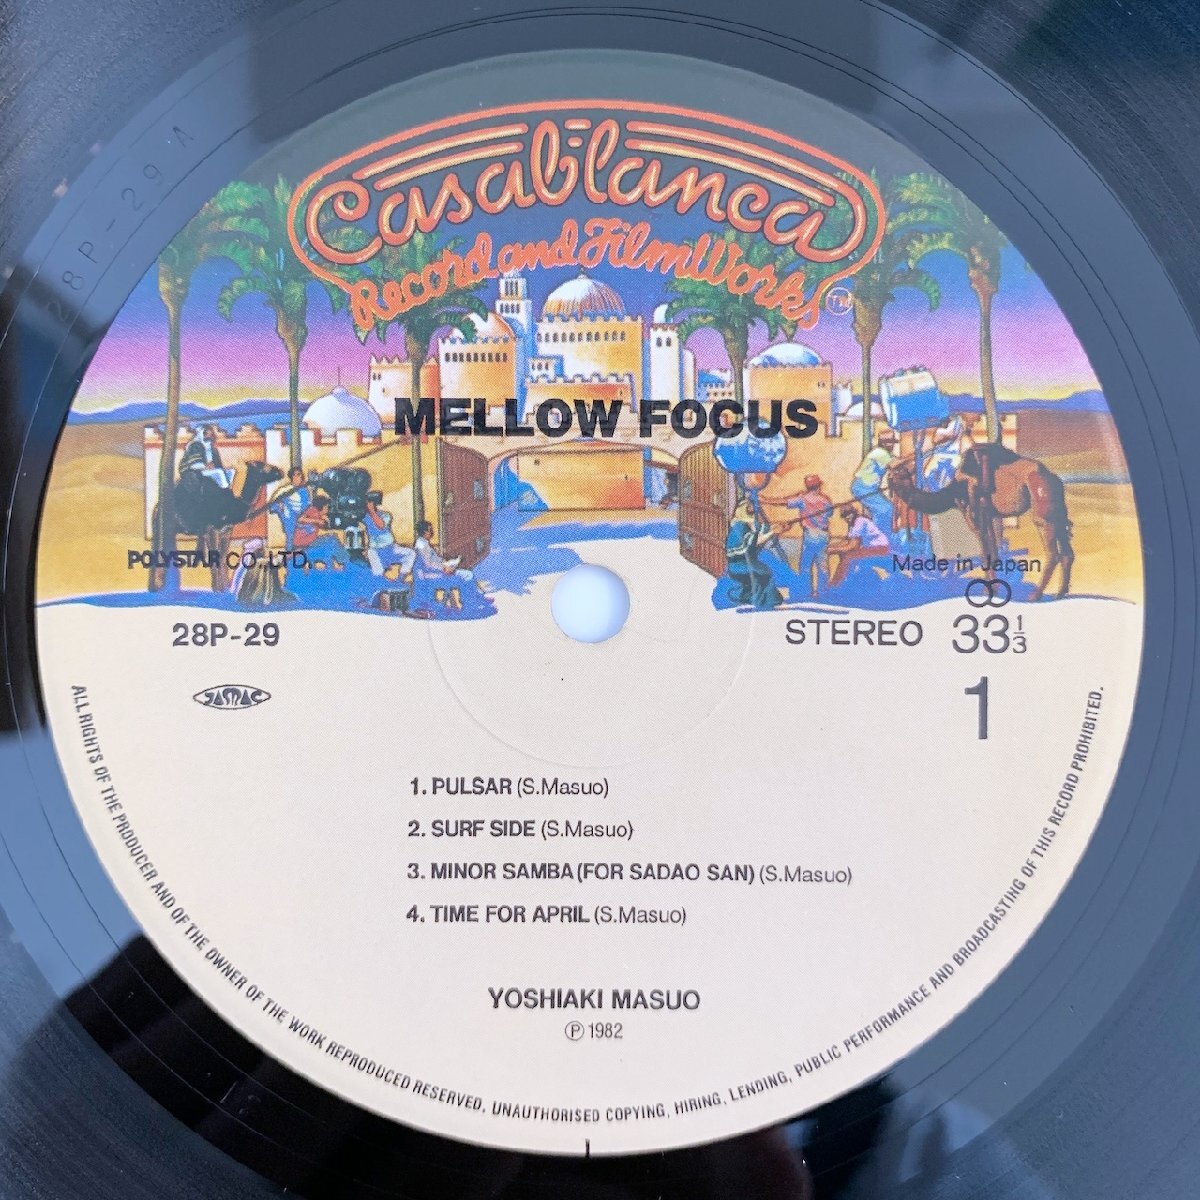 28P-29 A
Casablanca
Record and FilmWorks
TM
MELLOW FOCUS
POLYSTAR CO.,LTD.
Made in Japan
28P-29
STEREO 33 1/3
JASRAC
1
1. PULSAR (S.Masuo)
2. SURF SIDE (S.Masuo)
3. MINOR SAMBA (FOR SADAO SAN) (S.Masuo)
4. TIME FOR APRIL (S.Masuo)
YOSHIAKI MASUO
Ⓟ 1982
ALL RIGHTS OF THE PRODUCER AND OF THE OWNER OF THE WORK REPRODUCED RESERVED. UNAUTHORISED COPYING, HIRING, LENDING, PUBLIC PERFORMANCE AND BROADCASTING OF THIS RECORD PROHIBITED.